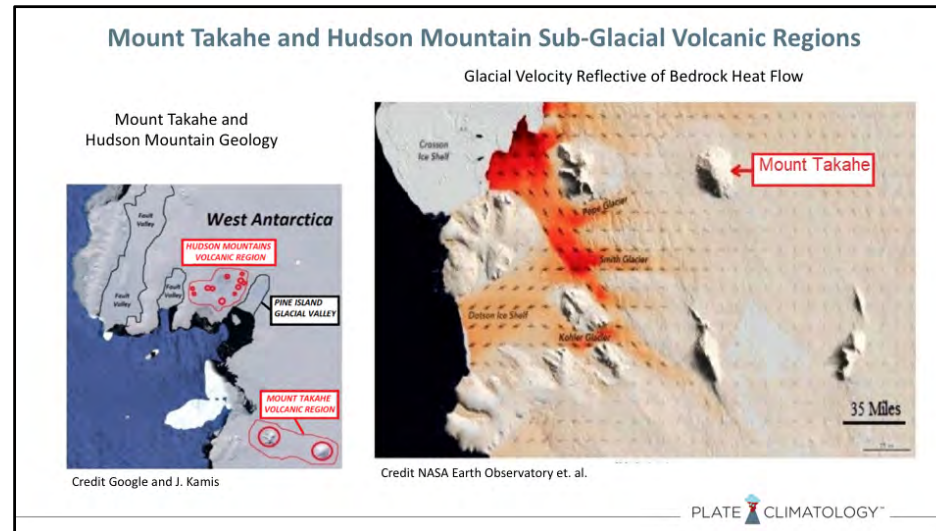 Mount Takahe and Hudson Mountain Sub-Glacial Volcanic Regions
Glacial Velocity Reflective of Bedrock Heat Flow
Mount Takahe and
Hudson Mountain Geology
Fault
Valley
Fault
Valley
Fault
Valley
West Antarctica
HUDSON MOUNTAINS
VOLCANIC REGION
PINE ISLAND
GLACIAL VALLEY
MOUNT TAKAHE
VOLCANIC REGION
Credit Google and J. Kamis
Crosson
Ice Shelf
Mount Takahe
Pope Glacier
Smith Glacier
Dotson Ice Shelf
Kohler Glacier
35 Miles
Credit NASA Earth Observatory et. al.
PLATE CLIMATOLOGY™